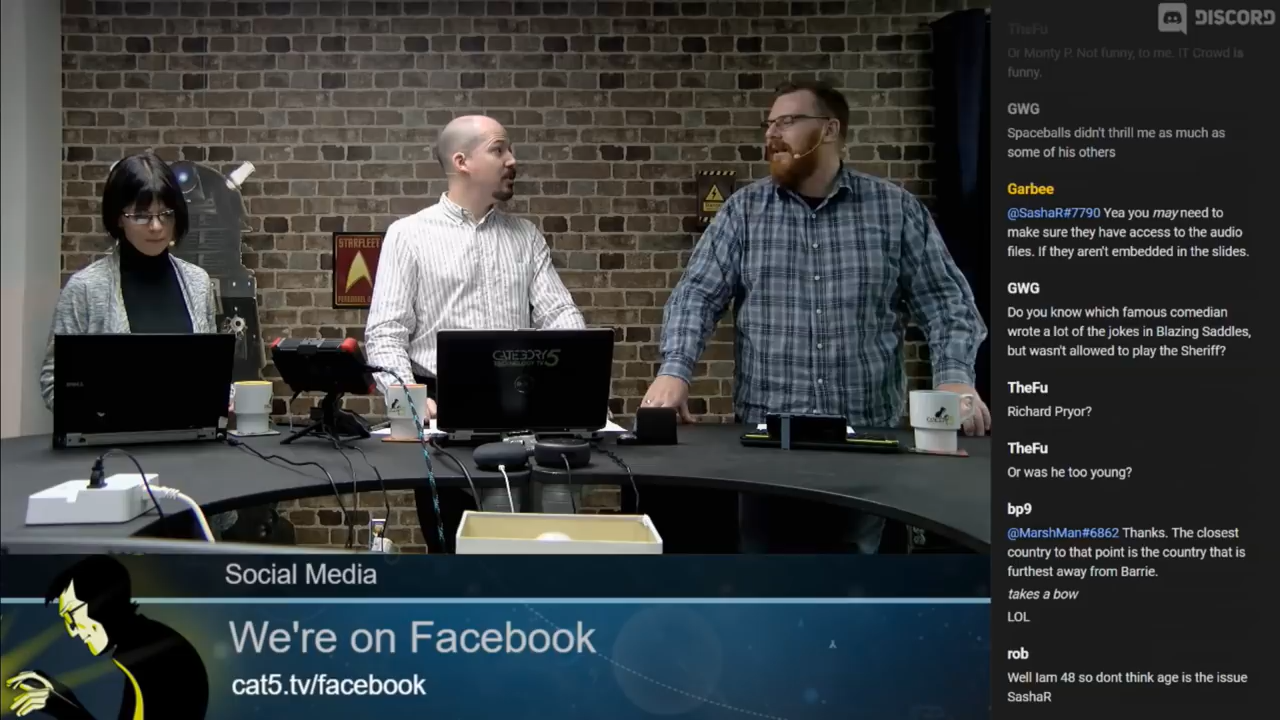 DISCORD
TheFu
Or Monty P. Not funny, to me. IT Crowd is
funny.
GWG
Spaceballs didn't thrill me as much as
some of his others
Garbee
@SashaR#7790 Yea you may need to
make sure they have access to the audio
files. If they aren't embedded in the slides.
GWG
Do you know which famous comedian
wrote a lot of the jokes in Blazing Saddles,
but wasn't allowed to play the Sheriff?
TheFu
Richard Pryor?
TheFu
Or was he too young?
bp9
@MarshMan#6862 Thanks. The closest
country to that point is the country that is
furthest away from Barrie.
takes a bow
LOL
rob
Well Iam 48 so dont think age is the issue
SashaR
STARFLEET
PERSONNEL
DELL
CATEGORY5
TECHNOLOGY TV
Social Media
We're on Facebook
cat5.tv/facebook